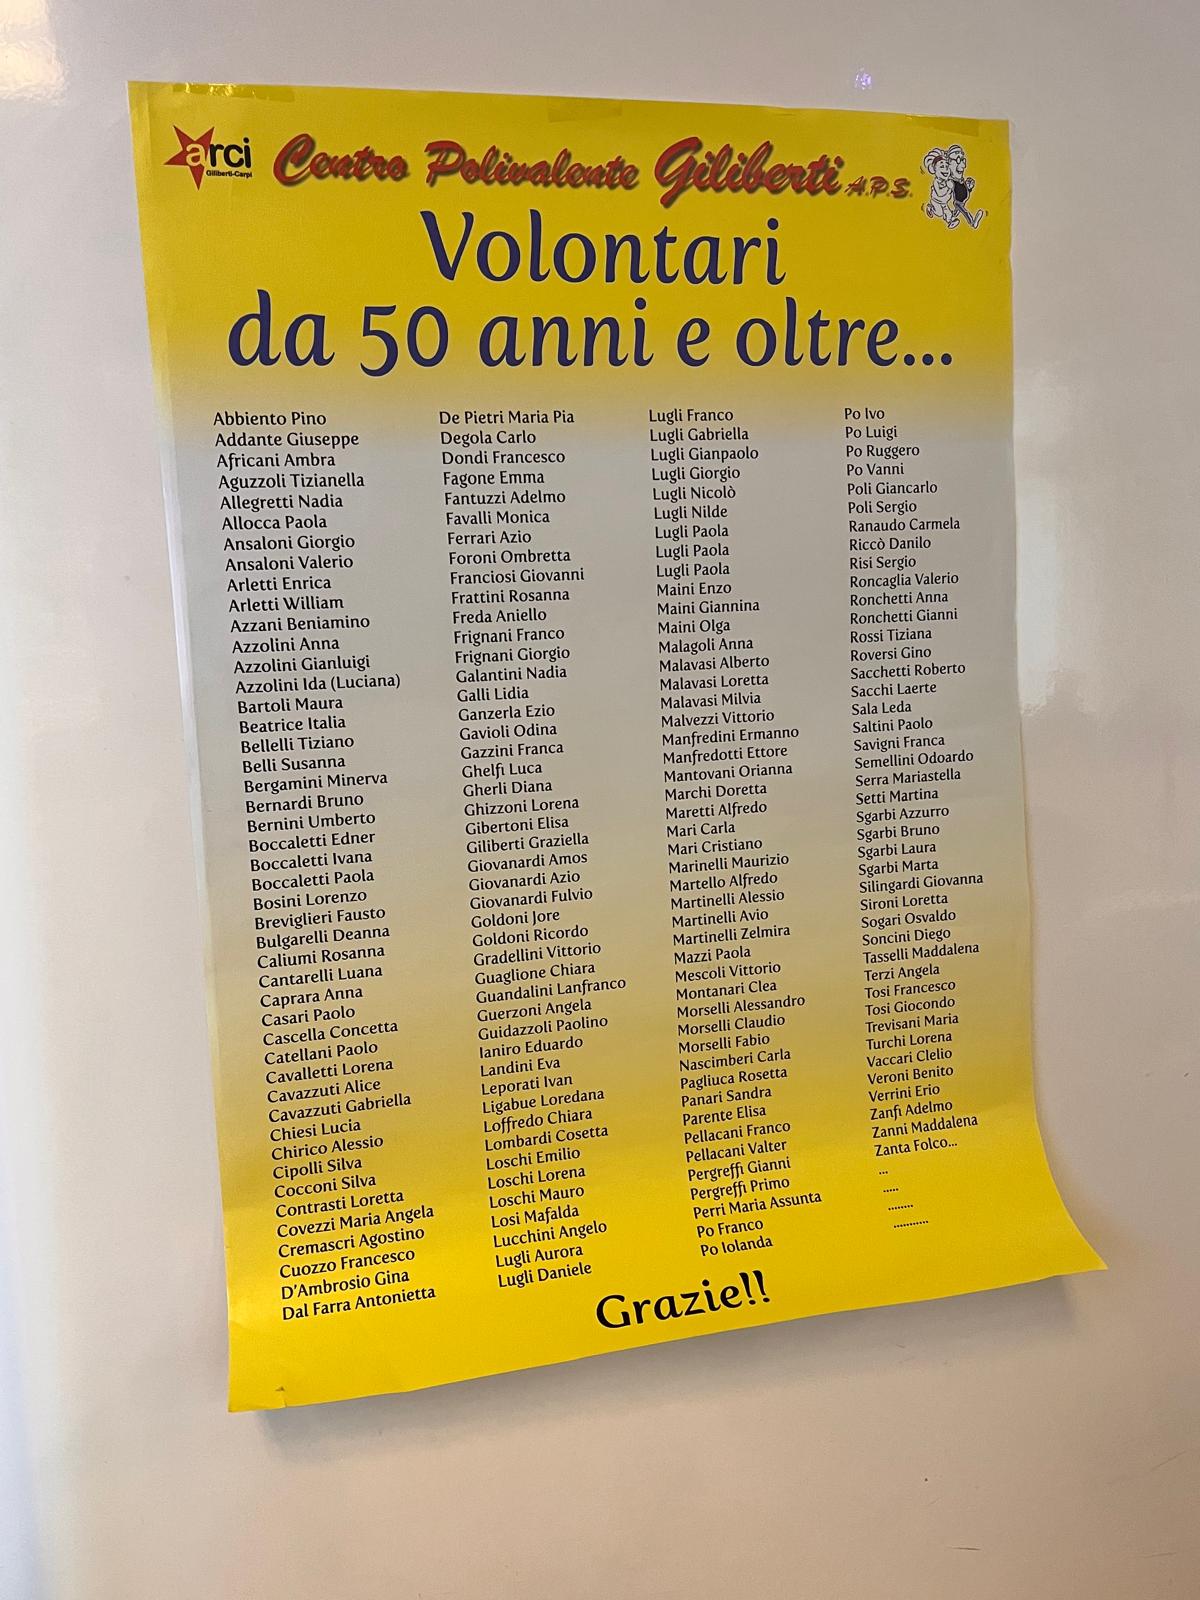 arci
Giliberti-Carpi
Centro Polivalente Giliberti A.P.S.
Volontari
da 50 anni e oltre...
Abbiento Pino
Addante Giuseppe
Africani Ambra
Aguzzoli Tizianella
Allegretti Nadia
Allocca Paola
Ansaloni Giorgio
Ansaloni Valerio
Arletti Enrica
Arletti William
Azzani Beniamino
Azzolini Anna
Azzolini Gianluigi
Azzolini Ida (Luciana)
Bartoli Maura
Beatrice Italia
Bellelli Tiziano
Belli Susanna
Bergamini Minerva
Bernardi Bruno
Bernini Umberto
Boccaletti Edner
Boccaletti Ivana
Boccaletti Paola
Bosini Lorenzo
Breviglieri Fausto
Bulgarelli Deanna
Caliumi Rosanna
Cantarelli Luana
Caprara Anna
Casari Paolo
Cascella Concetta
Catellani Paolo
Cavalletti Lorena
Cavazzuti Alice
Cavazzuti Gabriella
Chiesi Lucia
Chirico Alessio
Cipolli Silva
Cocconi Silva
Contrasti Loretta
Covezzi Maria Angela
Cremascri Agostino
Cuozzo Francesco
D'Ambrosio Gina
Dal Farra Antonietta
De Pietri Maria Pia
Degola Carlo
Dondi Francesco
Fagone Emma
Fantuzzi Adelmo
Favalli Monica
Ferrari Azio
Foroni Ombretta
Franciosi Giovanni
Frattini Rosanna
Freda Aniello
Frignani Franco
Frignani Giorgio
Galantini Nadia
Galli Lidia
Ganzerla Ezio
Gavioli Odina
Gazzini Franca
Ghelfi Luca
Gherli Diana
Ghizzoni Lorena
Gibertoni Elisa
Giliberti Graziella
Giovanardi Amos
Giovanardi Azio
Giovanardi Fulvio
Goldoni Jore
Goldoni Ricordo
Gradellini Vittorio
Guaglione Chiara
Guandalini Lanfranco
Guerzoni Angela
Guidazzoli Paolino
Ianiro Eduardo
Landini Eva
Leporati Ivan
Ligabue Loredana
Loffredo Chiara
Lombardi Cosetta
Loschi Emilio
Loschi Lorena
Loschi Mauro
Losi Mafalda
Lucchini Angelo
Lugli Aurora
Lugli Daniele
Lugli Franco
Lugli Gabriella
Lugli Gianpaolo
Lugli Giorgio
Lugli Nicolò
Lugli Nilde
Lugli Paola
Lugli Paola
Lugli Paola
Maini Enzo
Maini Giannina
Maini Olga
Malagoli Anna
Malavasi Alberto
Malavasi Loretta
Malavasi Milvia
Malvezzi Vittorio
Manfredini Ermanno
Manfredotti Ettore
Mantovani Orianna
Marchi Doretta
Maretti Alfredo
Mari Carla
Mari Cristiano
Marinelli Maurizio
Martello Alfredo
Martinelli Alessio
Martinelli Avio
Martinelli Zelmira
Mazzi Paola
Mescoli Vittorio
Montanari Clea
Morselli Alessandro
Morselli Claudio
Morselli Fabio
Nascimberi Carla
Pagliuca Rosetta
Panari Sandra
Parente Elisa
Pellacani Franco
Pellacani Valter
Pergreffi Gianni
Pergreffi Primo
Perri Maria Assunta
Po Franco
Po Iolanda
Po Ivo
Po Luigi
Po Ruggero
Po Vanni
Poli Giancarlo
Poli Sergio
Ranaudo Carmela
Riccò Danilo
Risi Sergio
Roncaglia Valerio
Ronchetti Anna
Ronchetti Gianni
Rossi Tiziana
Roversi Gino
Sacchetti Roberto
Sacchi Laerte
Sala Leda
Saltini Paolo
Savigni Franca
Semellini Odoardo
Serra Mariastella
Setti Martina
Sgarbi Azzurro
Sgarbi Bruno
Sgarbi Laura
Sgarbi Marta
Silingardi Giovanna
Sironi Loretta
Sogari Osvaldo
Soncini Diego
Tasselli Maddalena
Terzi Angela
Tosi Francesco
Tosi Giocondo
Trevisani Maria
Turchi Lorena
Vaccari Clelio
Veroni Benito
Verrini Erio
Zanfi Adelmo
Zanni Maddalena
Zanta Folco...
...
.....
........
...........
Grazie!!